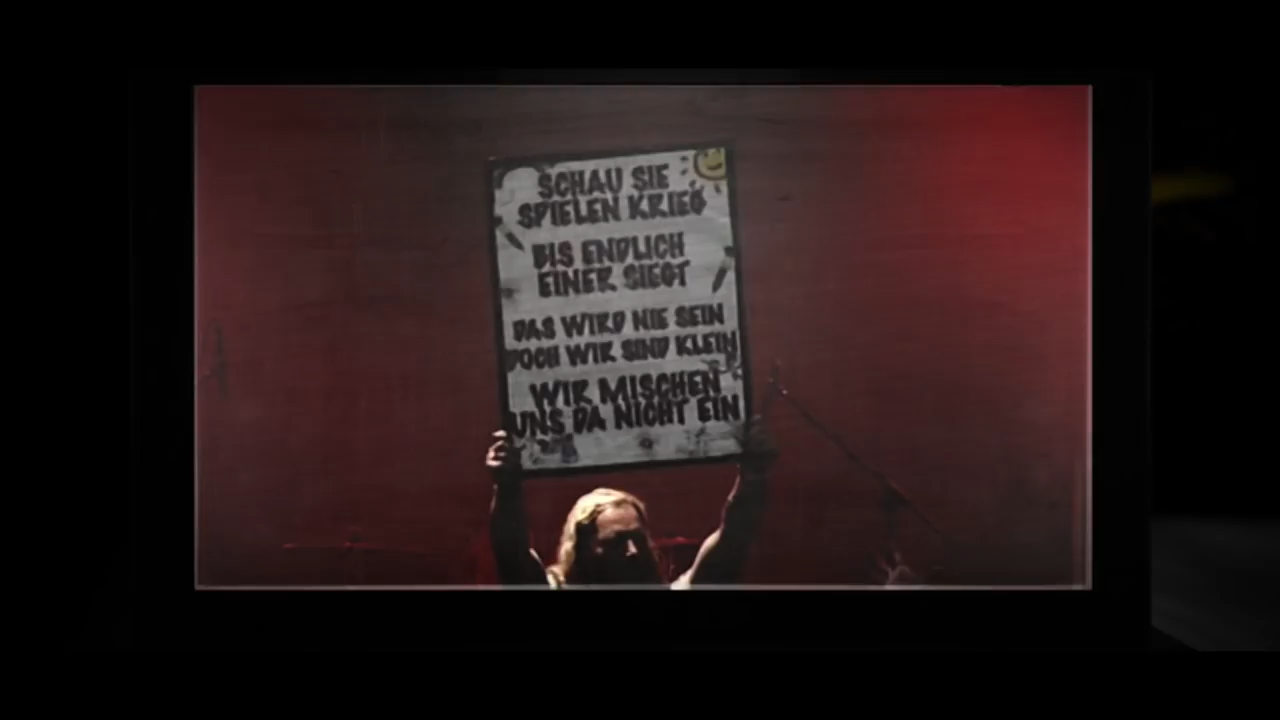 SCHAU SIE
SPIELEN KRIEG
BIS ENDLICH
EINER SIEGT
DAS WIRD NIE SEIN
DOCH WIR SIND KLEIN
WIR MISCHEN
UNS DA NICHT EIN